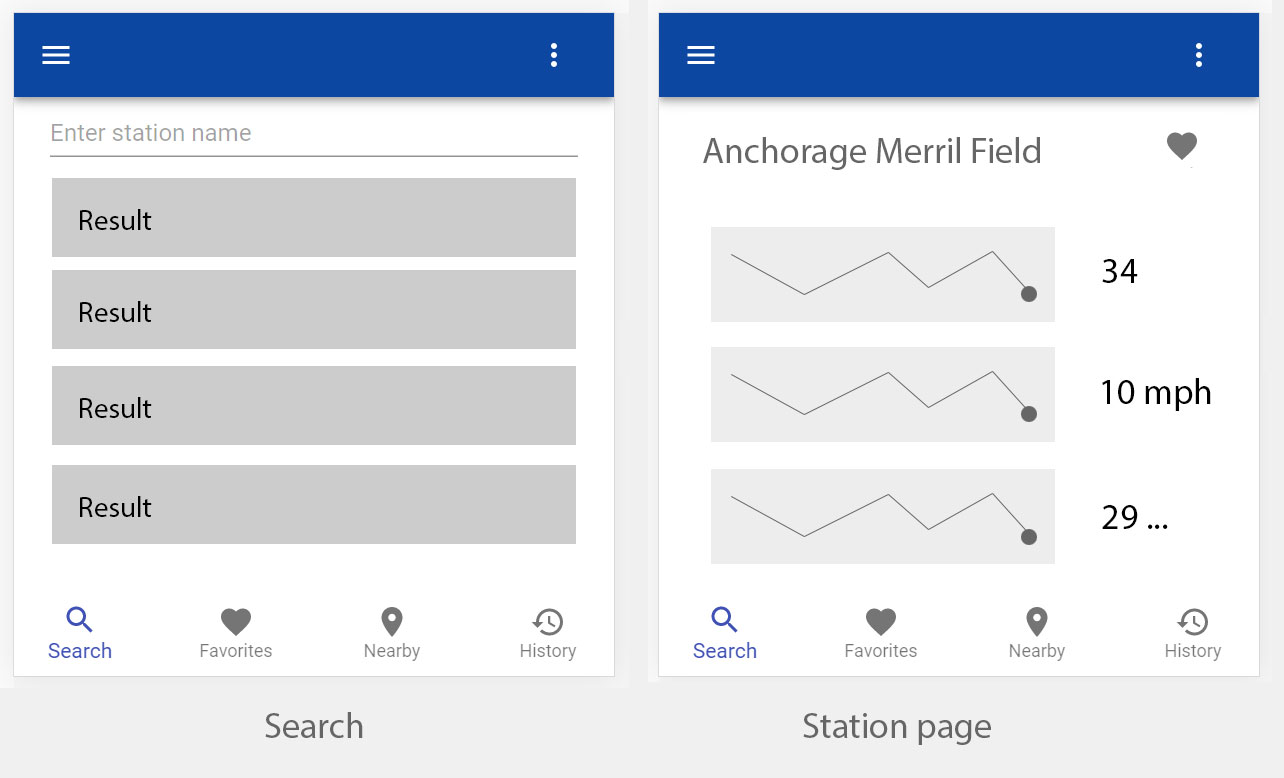 Enter station name
Result
Result
Result
Result
Search Favorites Nearby History
Search
Anchorage Merril Field
34
10 mph
29 ...
Search Favorites Nearby History
Station page